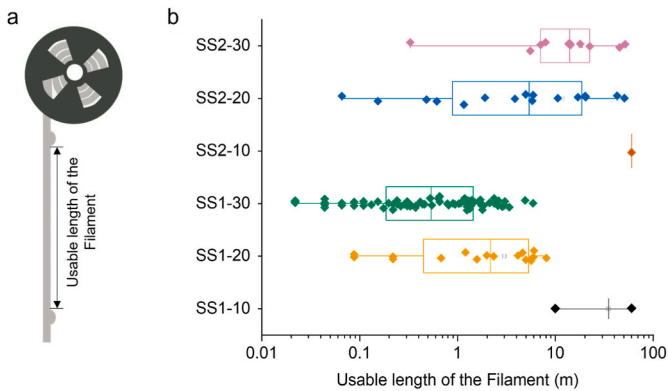 a
Usable length of the
Filament
b
SS2-30
SS2-20
SS2-10
SS1-30
SS1-20
SS1-10
0.01
0.1
1
10
100
Usable length of the Filament (m)